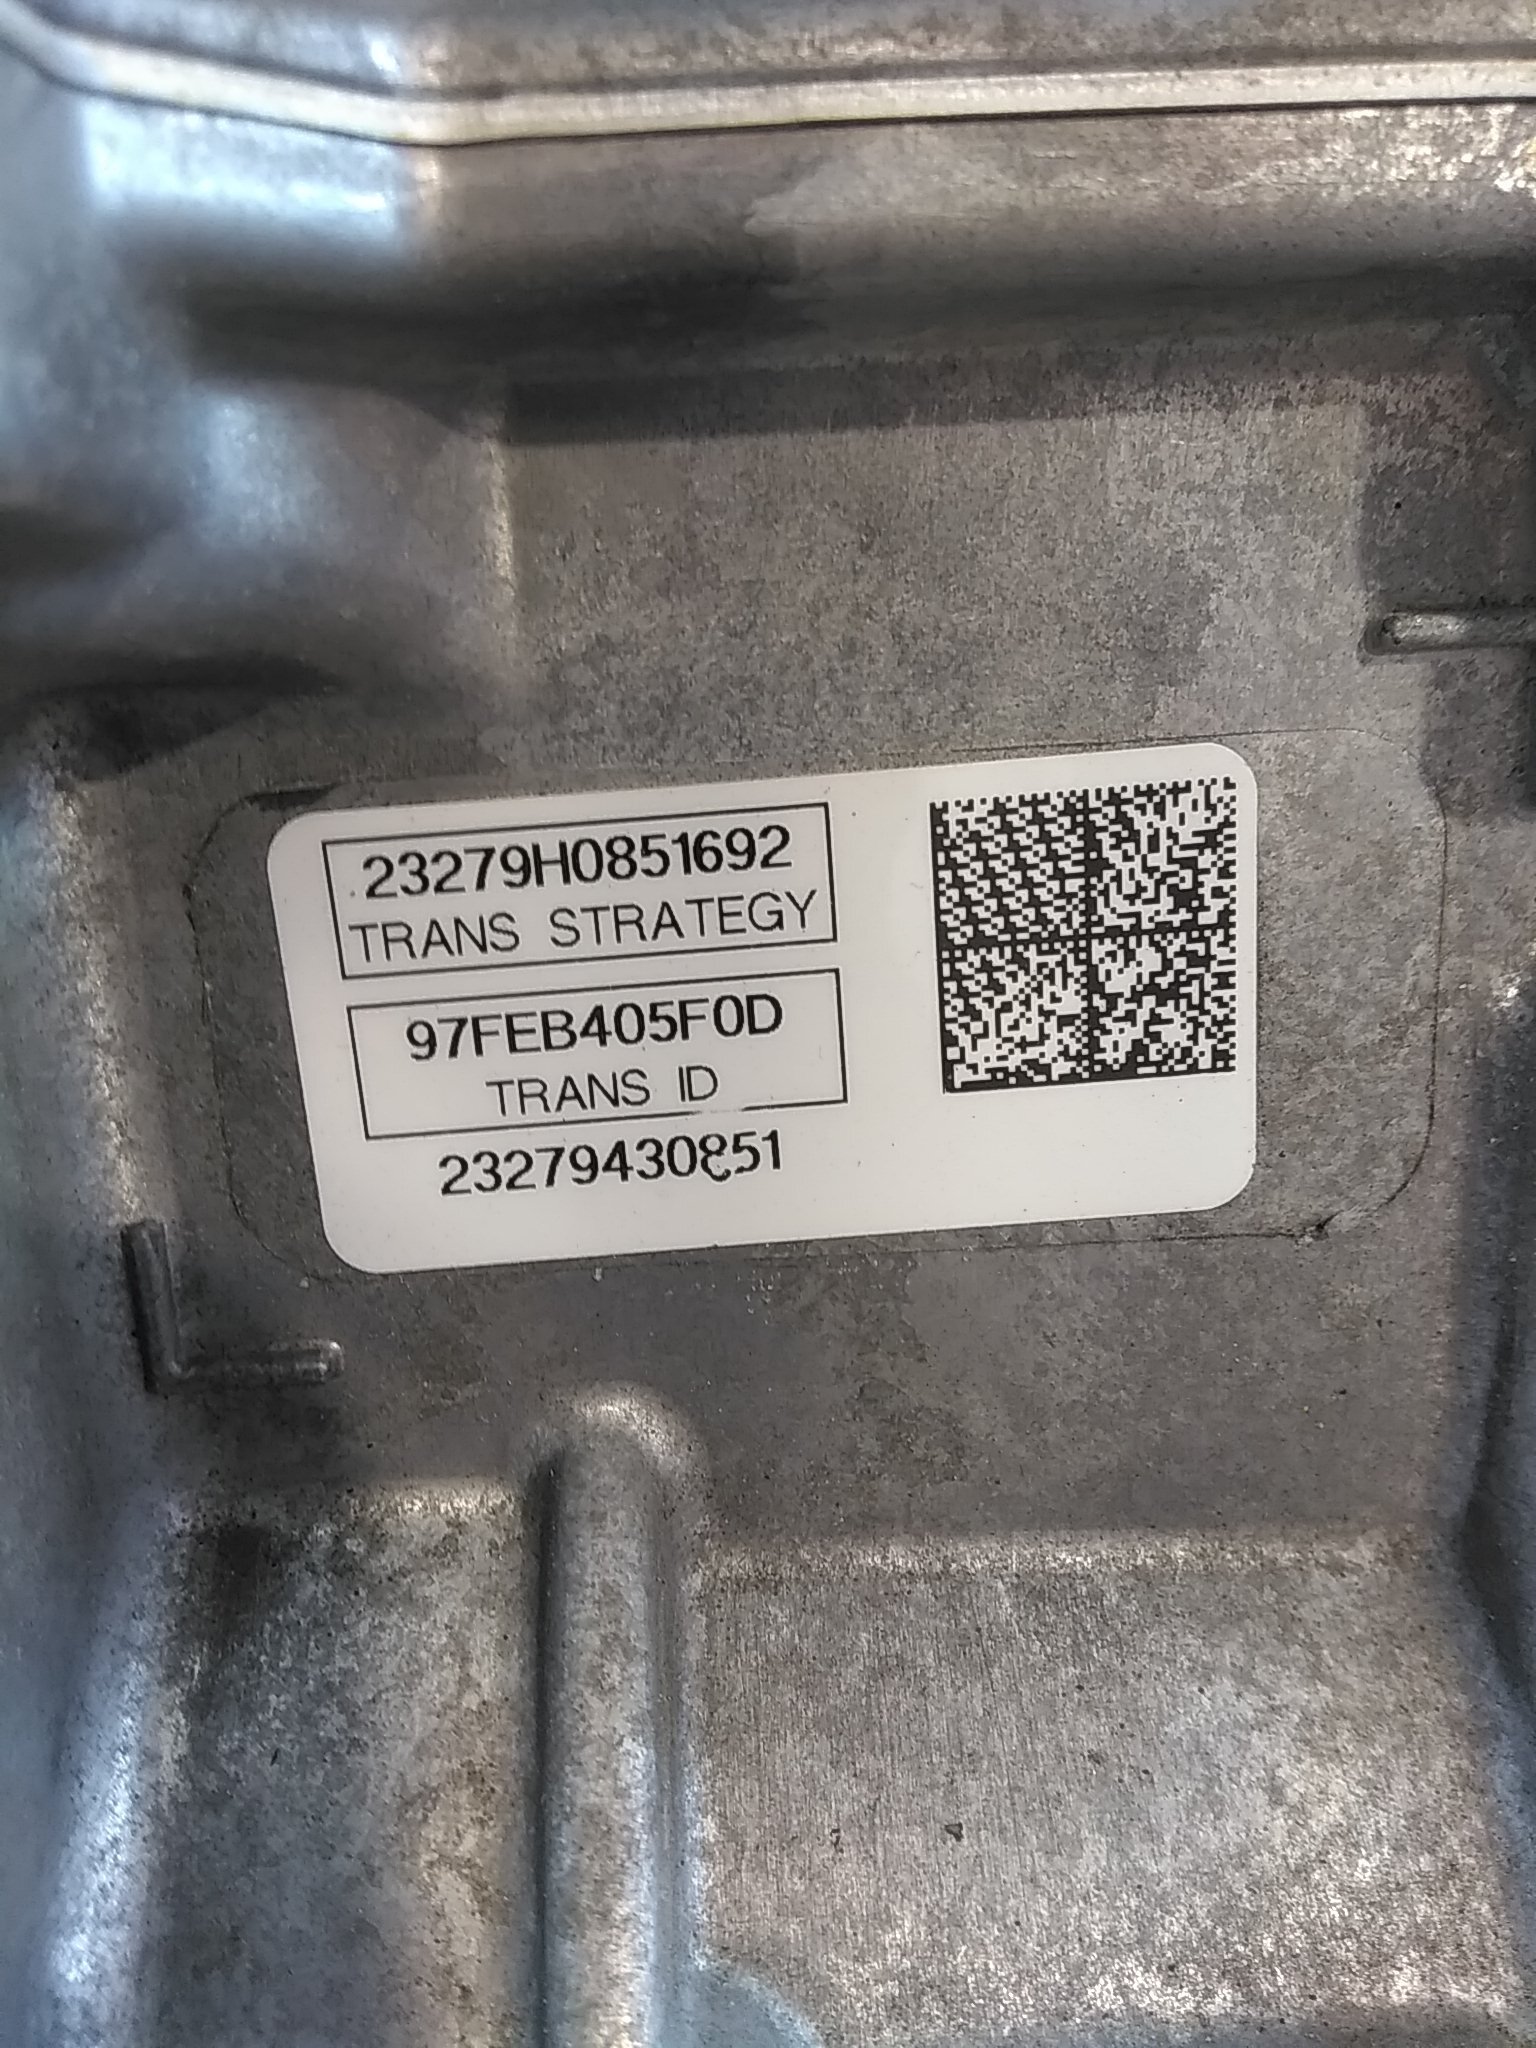 23279H0851692
TRANS STRATEGY
97FEB405F0D
TRANS ID
23279430851